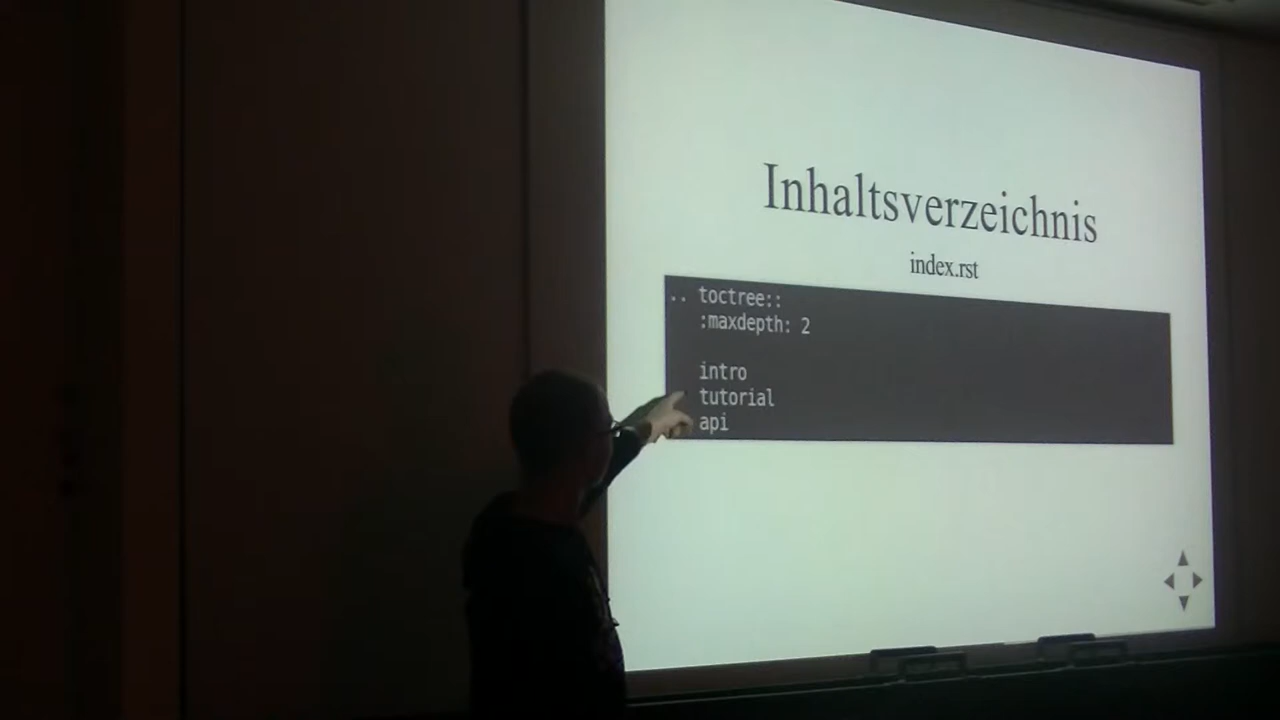 Inhaltsverzeichnis
index.rst
.. toctree::
:maxdepth: 2
intro
tutorial
api